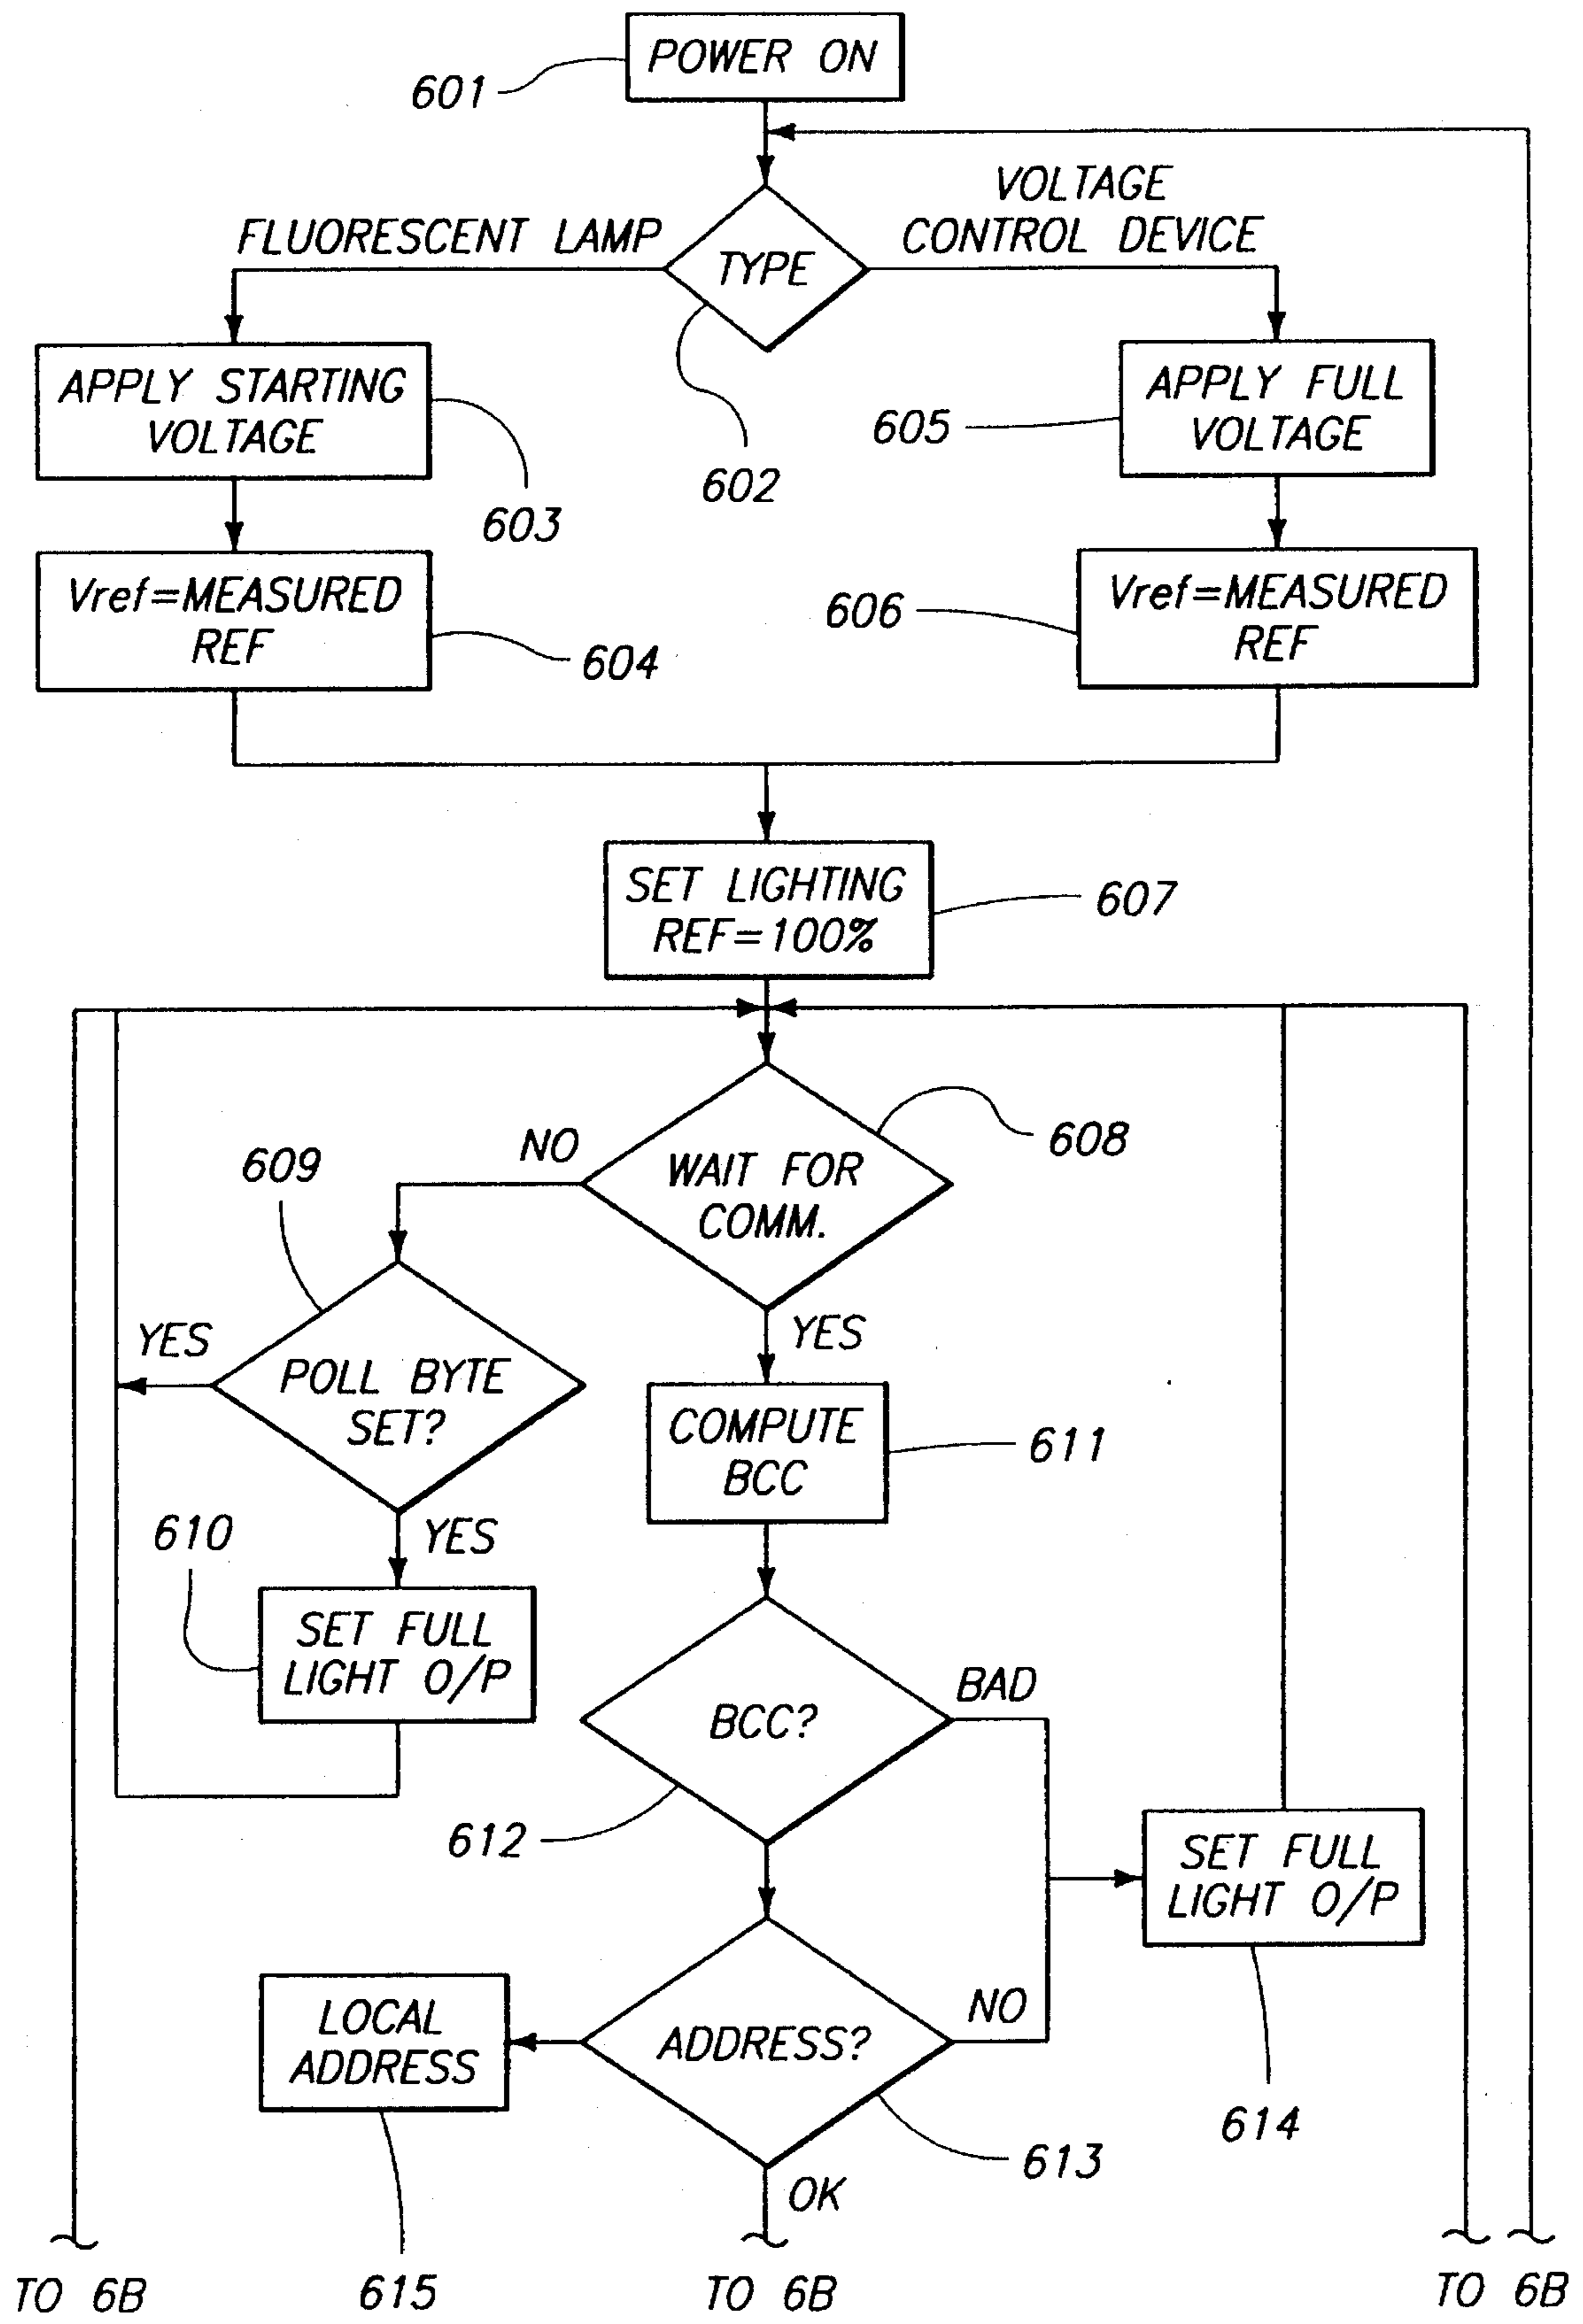 POWER ON
601
FLUORESCENT LAMP
VOLTAGE
CONTROL DEVICE
TYPE
602
APPLY STARTING
VOLTAGE
603
APPLY FULL
VOLTAGE
605
Vref=MEASURED
REF
604
Vref=MEASURED
REF
606
SET LIGHTING
REF=100%
607
WAIT FOR
COMM.
608
NO
609
YES
POLL BYTE
SET?
YES
YES
COMPUTE
BCC
611
610
SET FULL
LIGHT O/P
BCC?
BAD
612
SET FULL
LIGHT O/P
614
LOCAL
ADDRESS
615
ADDRESS?
NO
613
OK
TO 6B
TO 6B
TO 6B